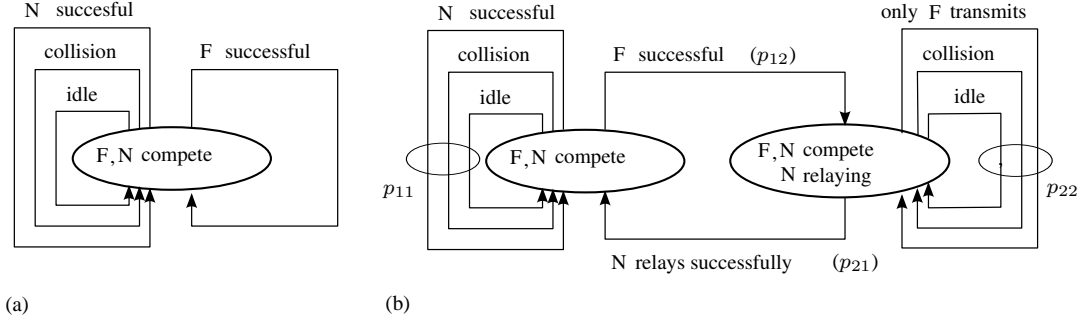 N succesful
collision
idle
F successful
F, N compete
(a)
N successful
collision
idle
F, N compete
p11
F successful (p12)
F, N compete
N relaying
N relays successfully (p21)
only F transmits
collision
idle
p22
(b)